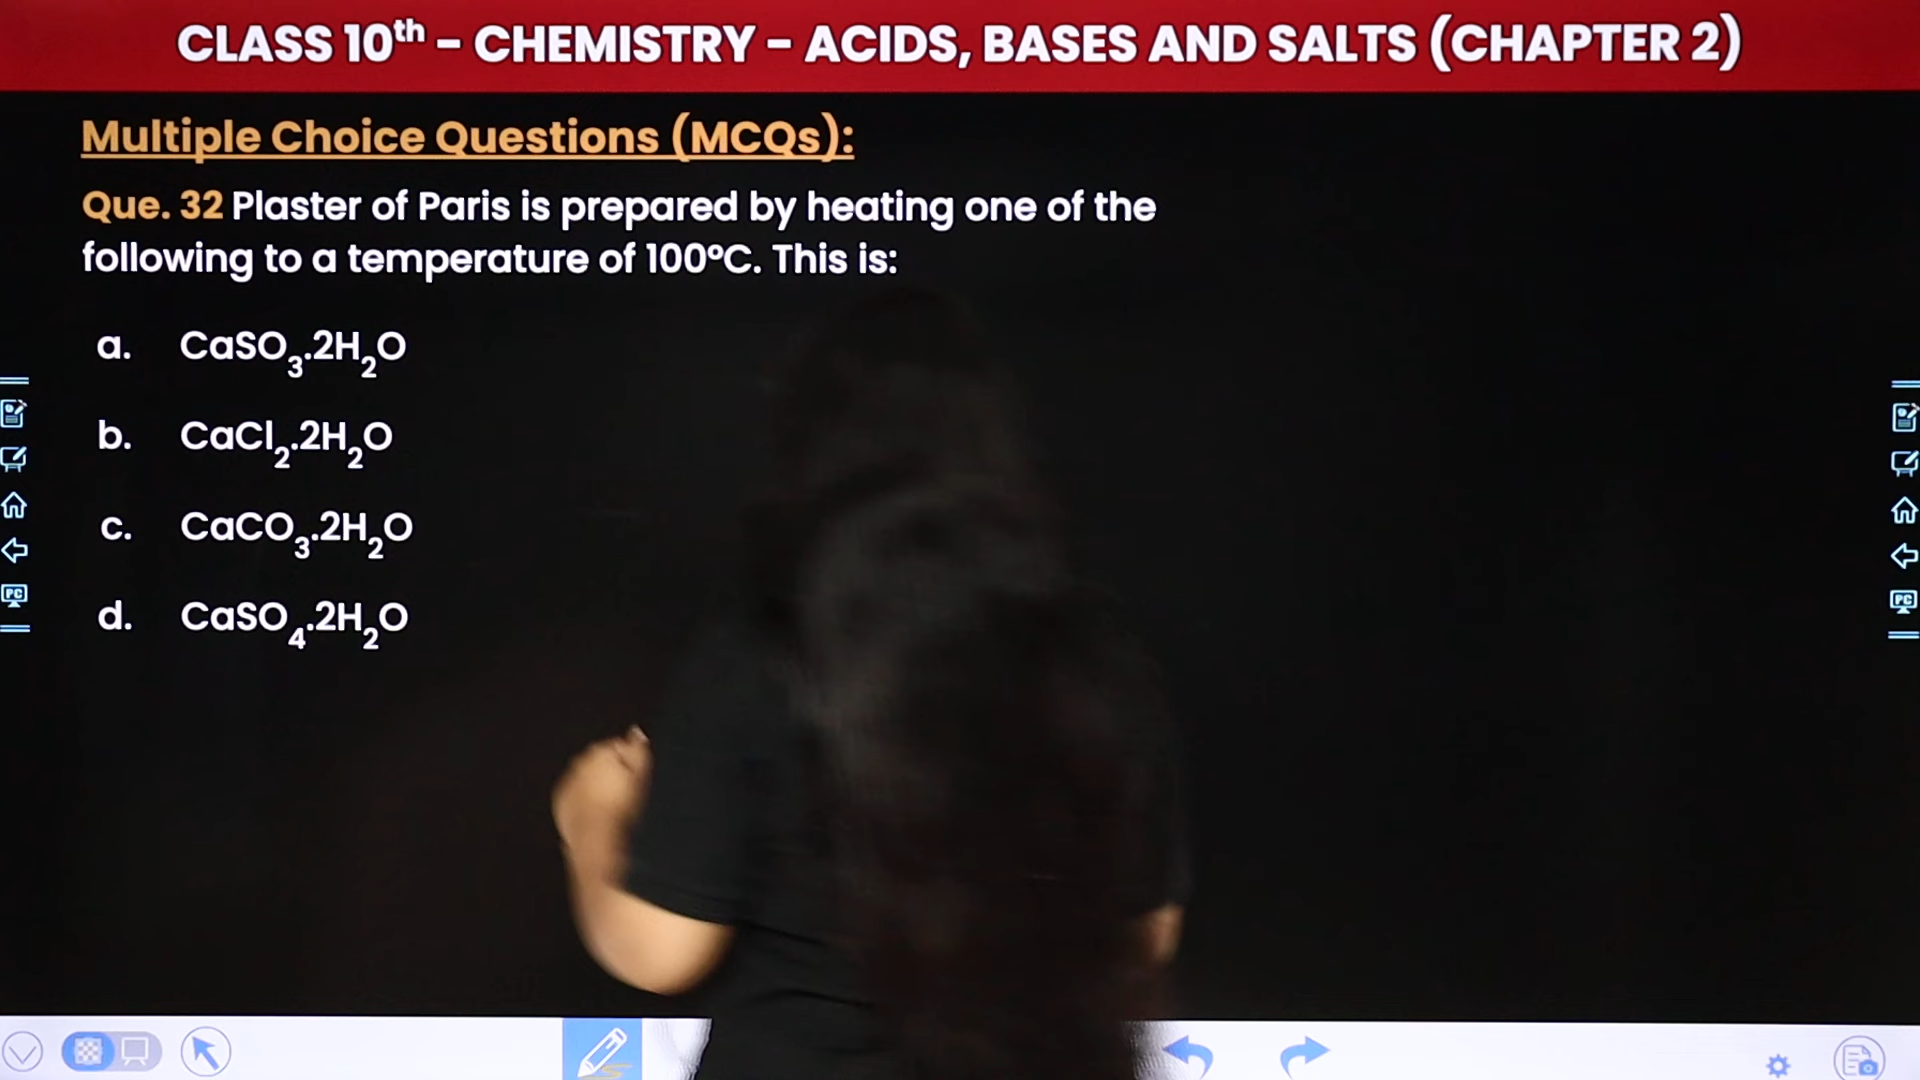 CLASS 10th – CHEMISTRY – ACIDS, BASES AND SALTS (CHAPTER 2)
Multiple Choice Questions (MCQs):
Que. 32 Plaster of Paris is prepared by heating one of the
following to a temperature of 100°C. This is:
a. CaSO₃.2H₂O
b. CaCl₂.2H₂O
c. CaCO₃.2H₂O
d. CaSO₄.2H₂O
PC
PC